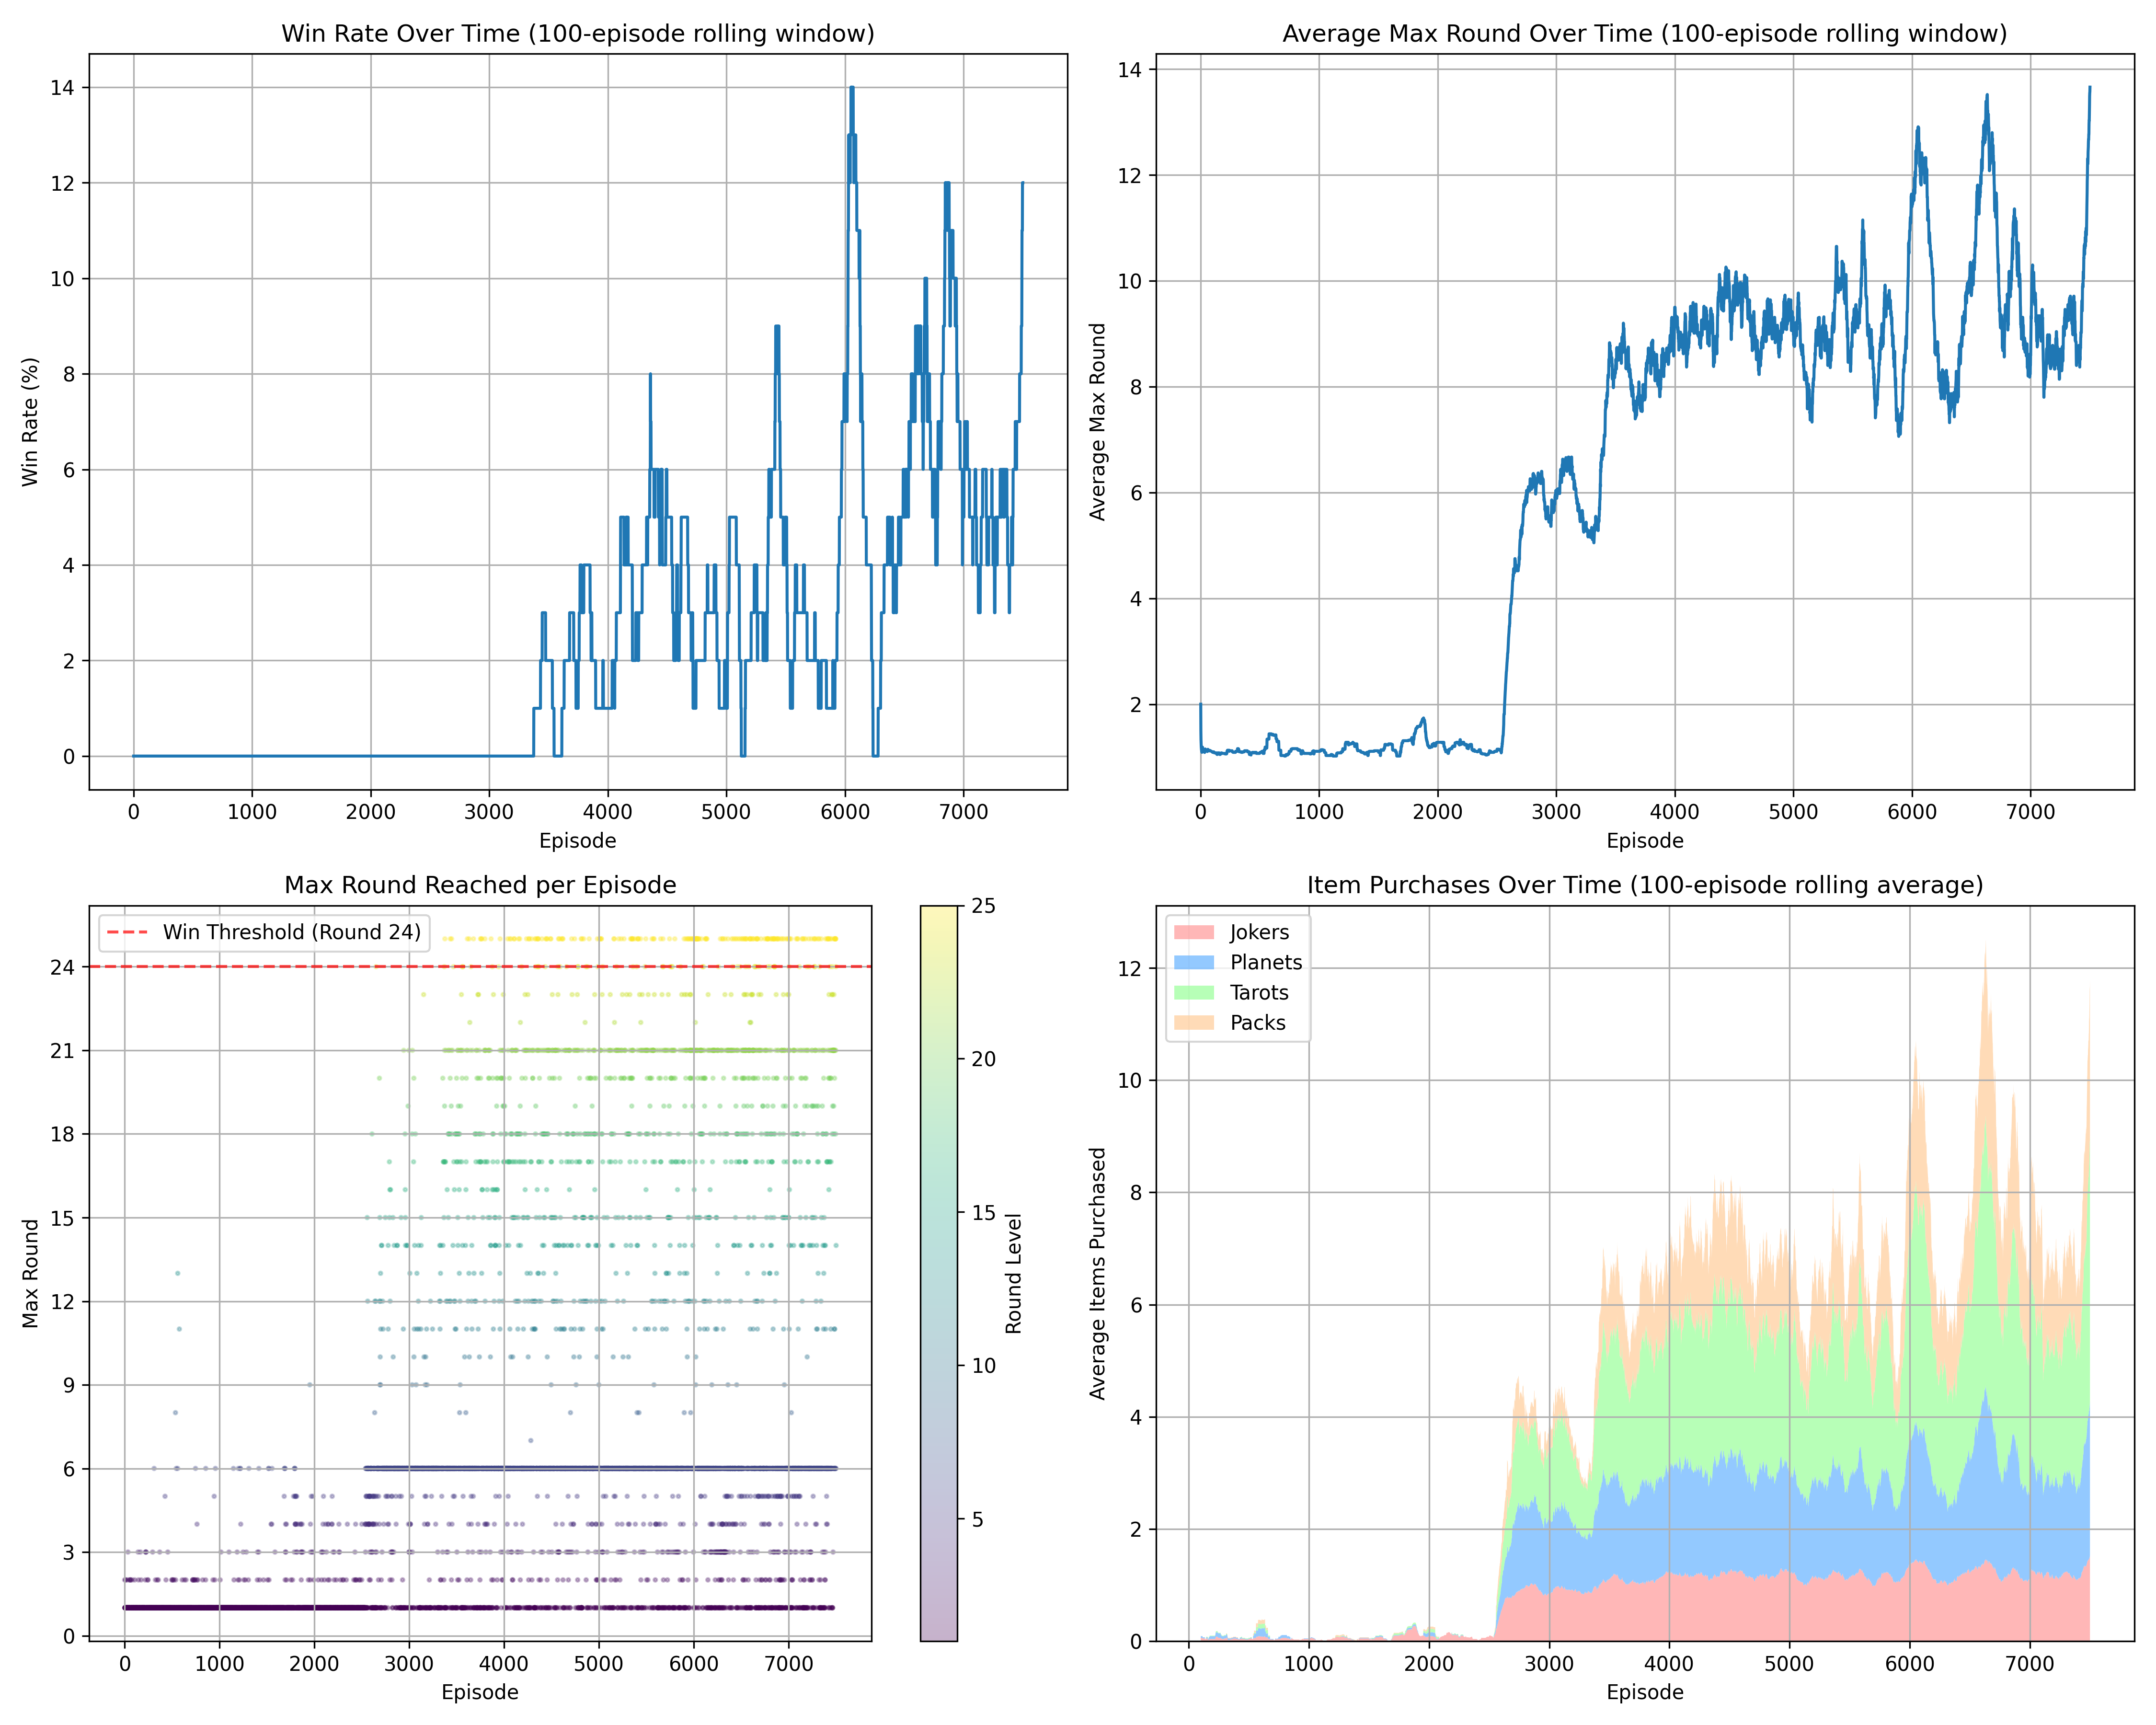 Win Rate Over Time (100-episode rolling window)
14
12
10
8
6
4
2
0
Win Rate (%)
0 1000 2000 3000 4000 5000 6000 7000
Episode
Average Max Round Over Time (100-episode rolling window)
14
12
10
8
6
4
2
Average Max Round
0 1000 2000 3000 4000 5000 6000 7000
Episode
Max Round Reached per Episode
Win Threshold (Round 24)
24
21
18
15
12
9
6
3
0
Max Round
0 1000 2000 3000 4000 5000 6000 7000
Episode
25
20
15
10
5
Round Level
Item Purchases Over Time (100-episode rolling average)
Jokers
Planets
Tarots
Packs
12
10
8
6
4
2
0
Average Items Purchased
0 1000 2000 3000 4000 5000 6000 7000
Episode